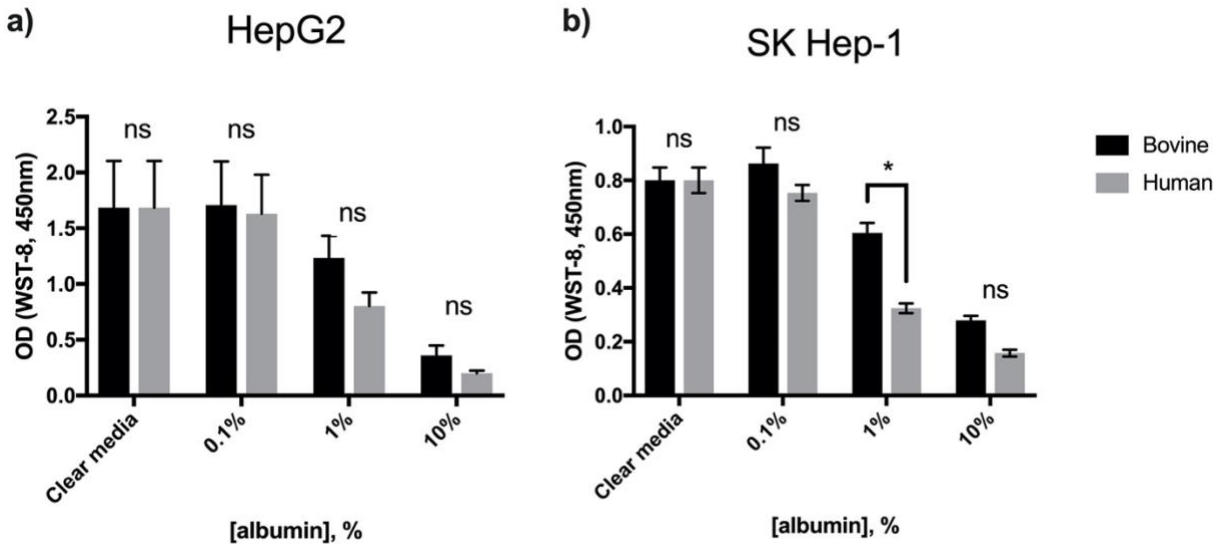 a)
HepG2
OD (WST-8, 450nm)
2.5
2.0
1.5
1.0
0.5
0.0
ns
ns
ns
ns
Clear media
0.1%
1%
10%
[albumin], %
b)
SK Hep-1
OD (WST-8, 450nm)
1.0
0.8
0.6
0.4
0.2
0.0
ns
ns
*
ns
Clear media
0.1%
1%
10%
[albumin], %
Bovine
Human